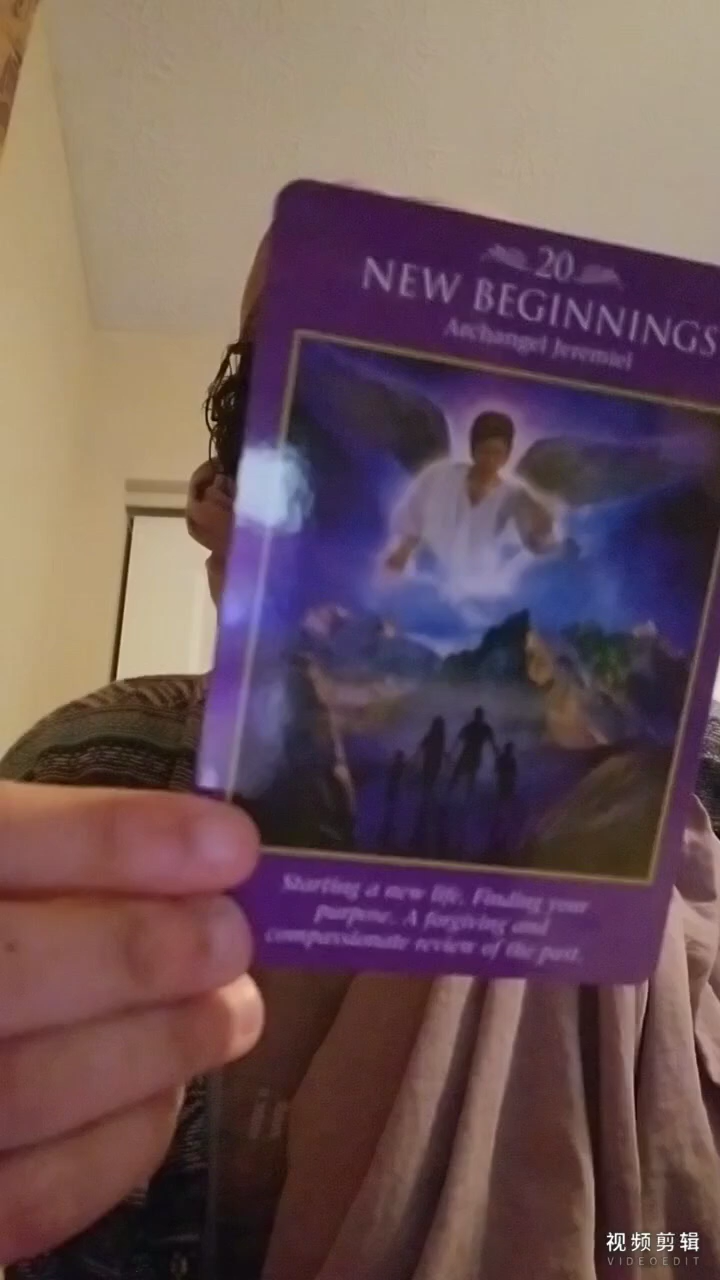 20
NEW BEGINNINGS
Archangel Jeremiel
Starting a new life. Finding your
purpose. A forgiving and
compassionate review of the past.
视频剪辑
VIDEOEDIT